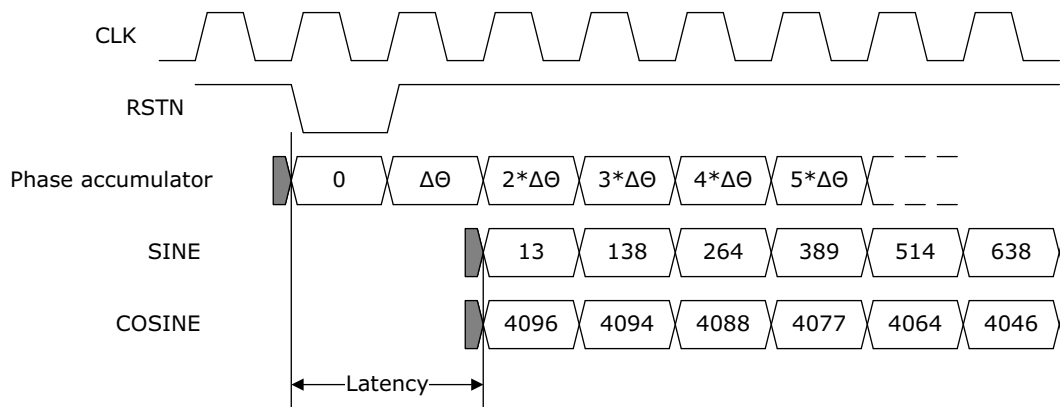 CLK
RSTN
Phase accumulator 0 ΔΘ 2*ΔΘ 3*ΔΘ 4*ΔΘ 5*ΔΘ
SINE 13 138 264 389 514 638
COSINE 4096 4094 4088 4077 4064 4046
Latency